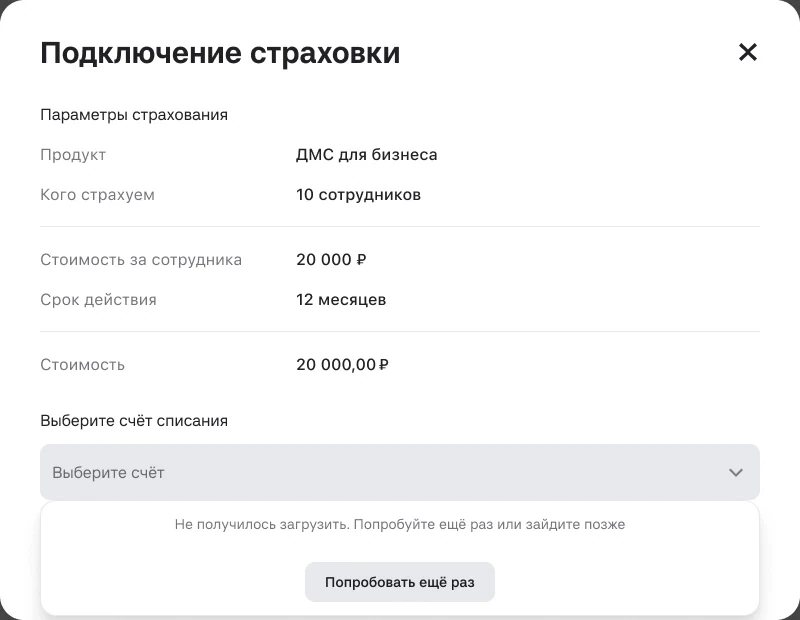 Подключение страховки
Параметры страхования
Продукт ДМС для бизнеса
Кого страхуем 10 сотрудников
Стоимость за сотрудника 20 000 ₽
Срок действия 12 месяцев
Стоимость 20 000,00 ₽
Выберите счёт списания
Выберите счёт
Не получилось загрузить. Попробуйте ещё раз или зайдите позже
Попробовать ещё раз